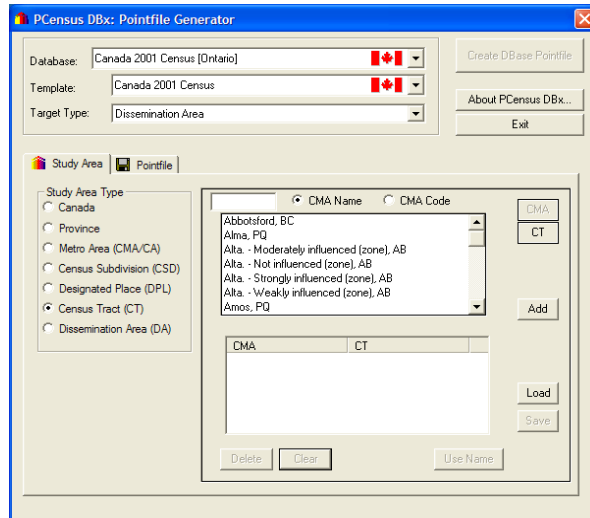 PCensus DBx: Pointfile Generator
Database: Canada 2001 Census [Ontario]
Create DBase Pointfile
Template: Canada 2001 Census
About PCensus DBx...
Target Type: Dissemination Area
Exit
Study Area Pointfile
Study Area Type
Canada
Province
Metro Area (CMA/CA)
Census Subdivision (CSD)
Designated Place (DPL)
Census Tract (CT)
Dissemination Area (DA)
CMA Name CMA Code
Abbotsford, BC
Alma, PQ
Alta. - Moderately influenced (zone), AB
Alta. - Not influenced (zone), AB
Alta. - Strongly influenced (zone), AB
Alta. - Weakly influenced (zone), AB
Amos, PQ
CMA
CT
Add
CMA CT
Load
Save
Delete Clear Use Name